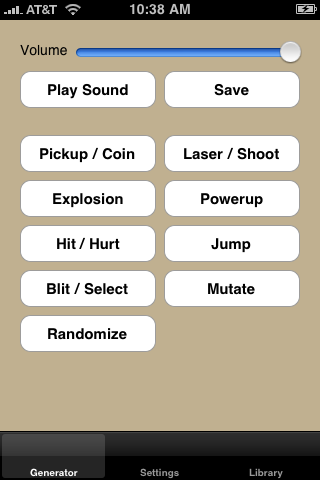 AT&T 10:38 AM
Volume
Play Sound Save
Pickup / Coin Laser / Shoot
Explosion Powerup
Hit / Hurt Jump
Blit / Select Mutate
Randomize
Generator Settings Library